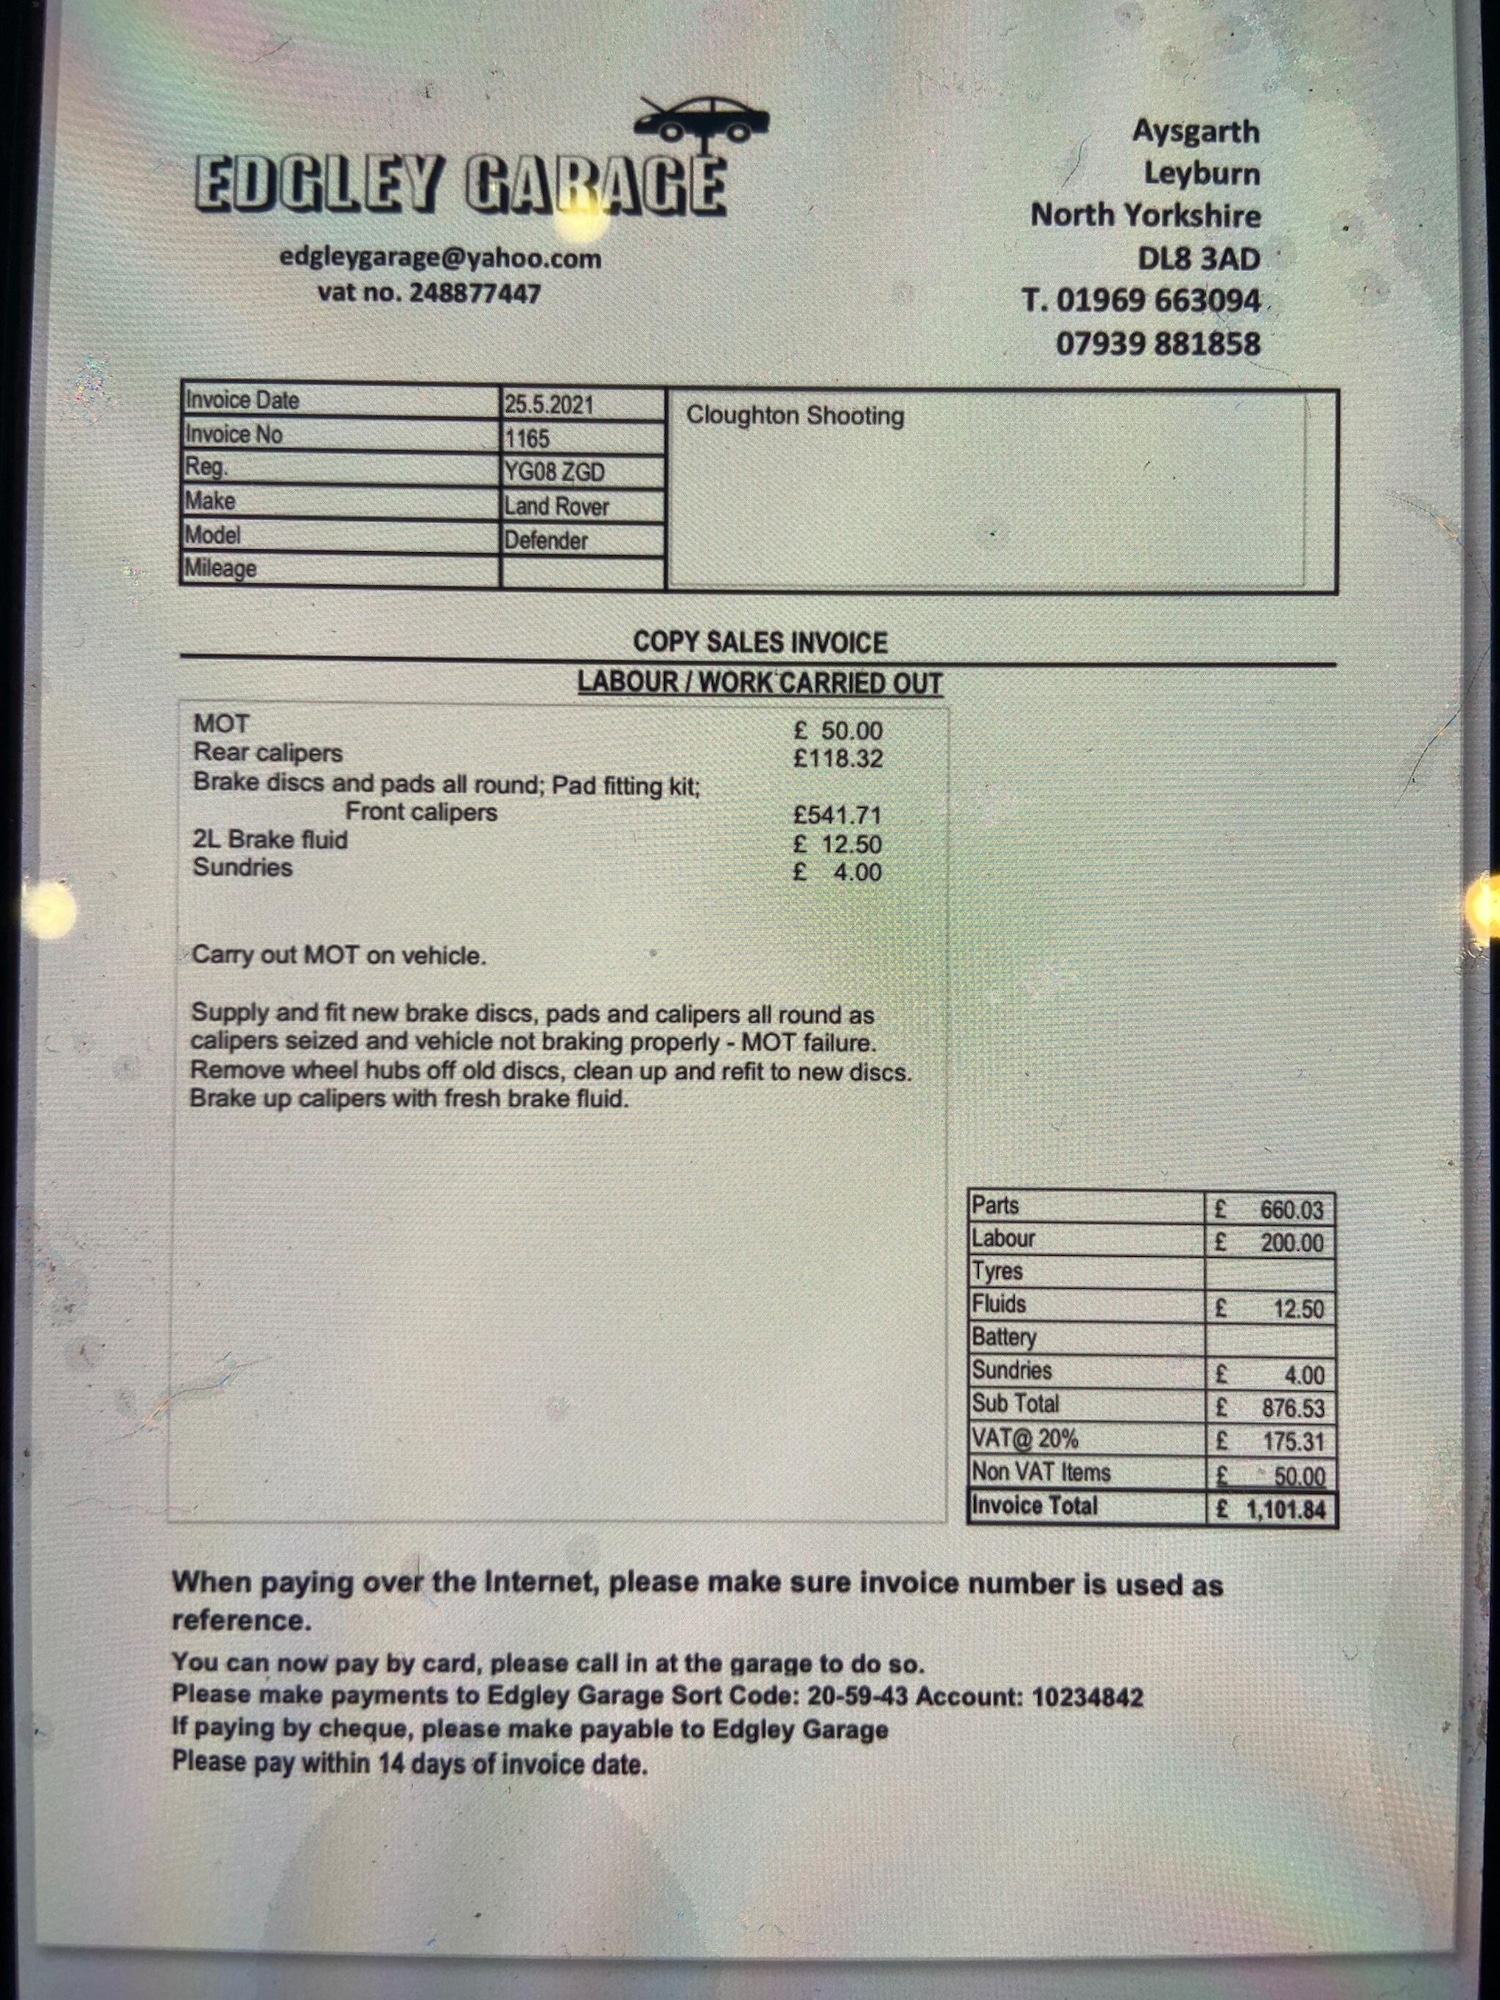 EDGLEY GARAGE
edgleygarage@yahoo.com
vat no. 248877447
Aysgarth
Leyburn
North Yorkshire
DL8 3AD
T. 01969 663094
07939 881858
Invoice Date 25.5.2021
Invoice No 1165
Reg. YG08 ZGD
Make Land Rover
Model Defender
Mileage
Cloughton Shooting
COPY SALES INVOICE
LABOUR / WORK CARRIED OUT
MOT £ 50.00
Rear calipers £118.32
Brake discs and pads all round; Pad fitting kit;
Front calipers £541.71
2L Brake fluid £ 12.50
Sundries £ 4.00
Carry out MOT on vehicle.
Supply and fit new brake discs, pads and calipers all round as
calipers seized and vehicle not braking properly - MOT failure.
Remove wheel hubs off old discs, clean up and refit to new discs.
Brake up calipers with fresh brake fluid.
Parts £ 660.03
Labour £ 200.00
Tyres
Fluids £ 12.50
Battery
Sundries £ 4.00
Sub Total £ 876.53
VAT@ 20% £ 175.31
Non VAT Items £ 50.00
Invoice Total £ 1,101.84
When paying over the Internet, please make sure invoice number is used as
reference.
You can now pay by card, please call in at the garage to do so.
Please make payments to Edgley Garage Sort Code: 20-59-43 Account: 10234842
If paying by cheque, please make payable to Edgley Garage
Please pay within 14 days of invoice date.